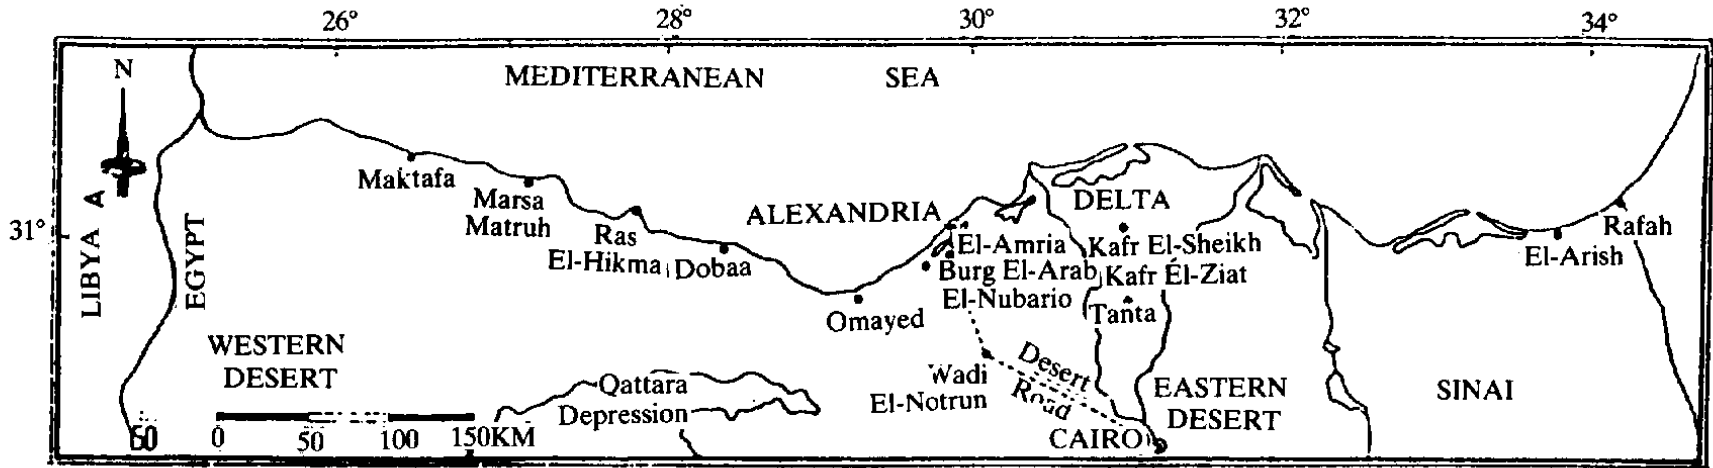 26° 28° 30° 32° 34°
N
MEDITERRANEAN SEA
Maktafa
Marsa
Matruh
ALEXANDRIA
DELTA
31°
Ras
El-Hikma
Dobaa
El-Amria
Kafr El-Sheikh
Rafah
Burg El-Arab
Kafr El-Ziat
El-Arish
El-Nubario
Tanta
Omayed
LIBYA
A
EGYPT
WESTERN
DESERT
Qattara
Depression
Wadi
El-Notrun
Desert
Road
EASTERN
DESERT
SINAI
50 0 50 100 150KM
CAIRO